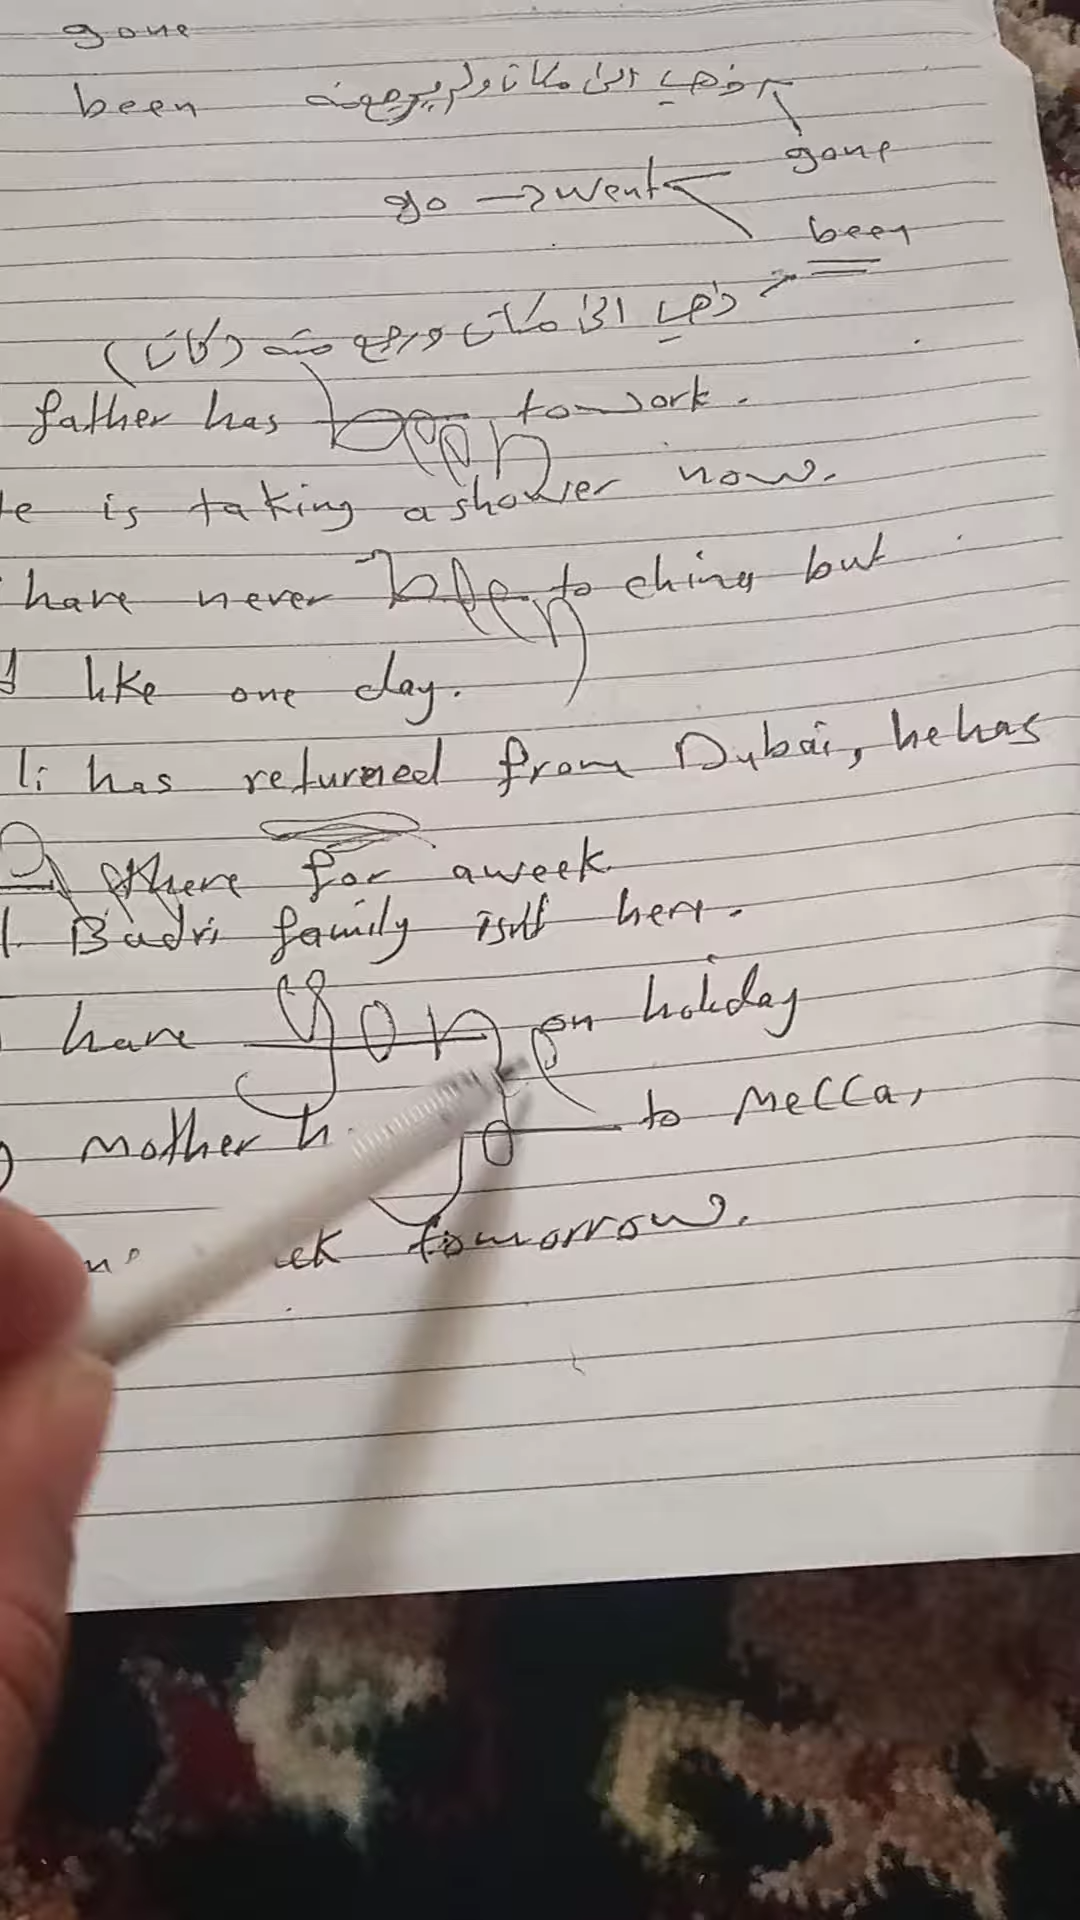 gone
been ذهب الى مكان ولم يرجع منه
gone
go → went
been
ذهب الى مكان ورجع منه (كان)
father has been to work.
is taking a shower now.
have never been to china but
like one day.
has returned from Dubai, he has
there for a week.
Badri family isn't here.
have gone on holiday
mother to Mecca,
tomorrow.